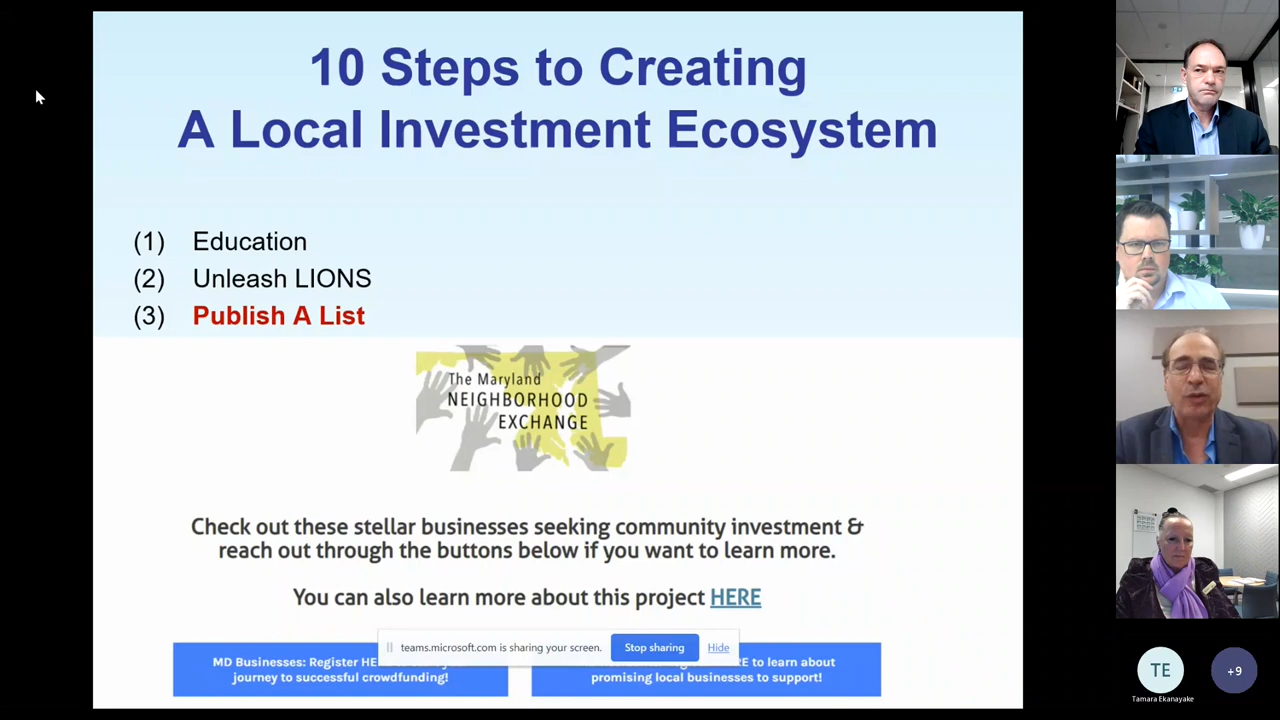 10 Steps to Creating
A Local Investment Ecosystem
(1) Education
(2) Unleash LIONS
(3) Publish A List
The Maryland
NEIGHBORHOOD
EXCHANGE
Check out these stellar businesses seeking community investment &
reach out through the buttons below if you want to learn more.
You can also learn more about this project HERE
teams.microsoft.com is sharing your screen. Stop sharing Hide
MD Businesses: Register
journey to successful crowdfunding!
to learn about
promising local businesses to support!
TE
+9
Tamara Ekanayake